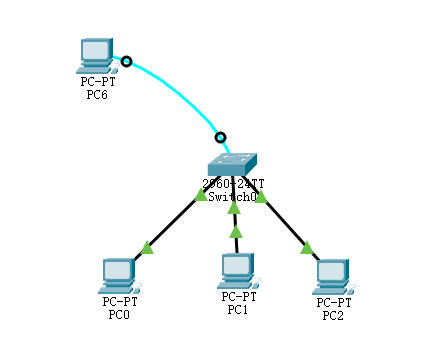 PC-PT
PC6
2960-24TT
Switch0
PC-PT
PC0
PC-PT
PC1
PC-PT
PC2